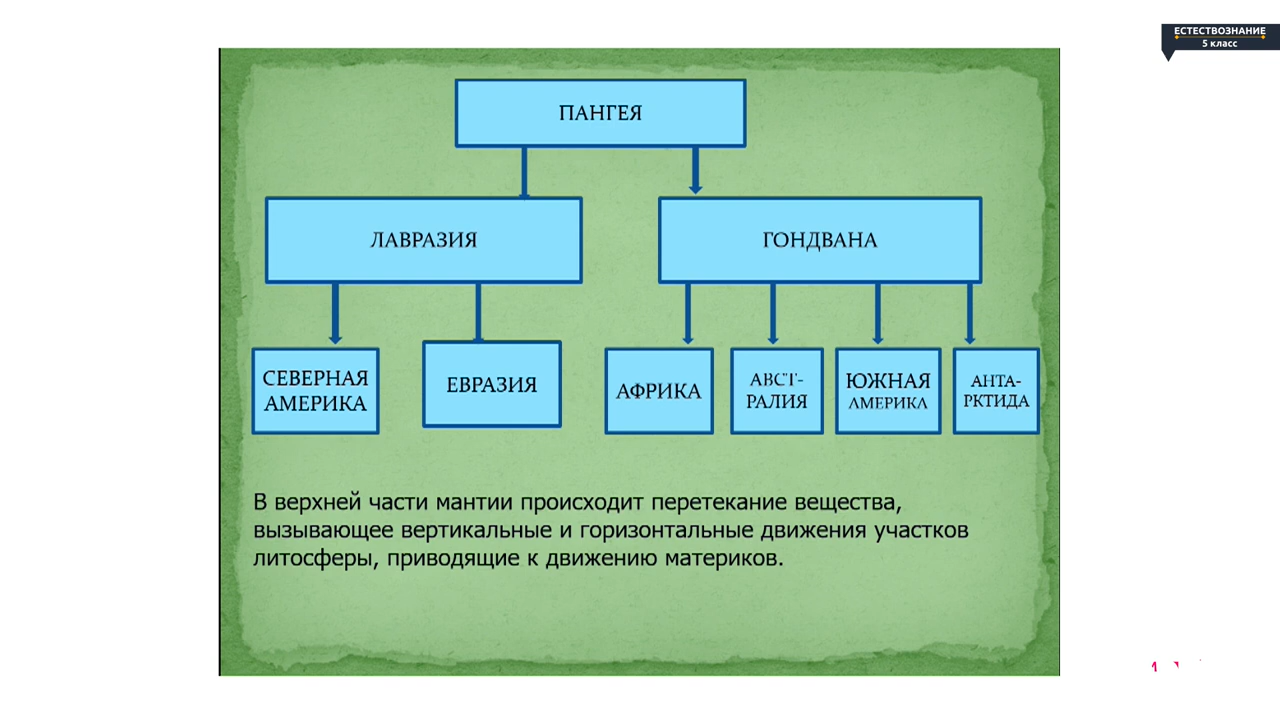 ЕСТЕСТВОЗНАНИЕ
5 класс
ПАНГЕЯ
ЛАВРАЗИЯ
ГОНДВАНА
СЕВЕРНАЯ
АМЕРИКА
ЕВРАЗИЯ
АФРИКА
АВСТ-
РАЛИЯ
ЮЖНАЯ
АМЕРИКА
АНТА-
РКТИДА
В верхней части мантии происходит перетекание вещества,
вызывающее вертикальные и горизонтальные движения участков
литосферы, приводящие к движению материков.